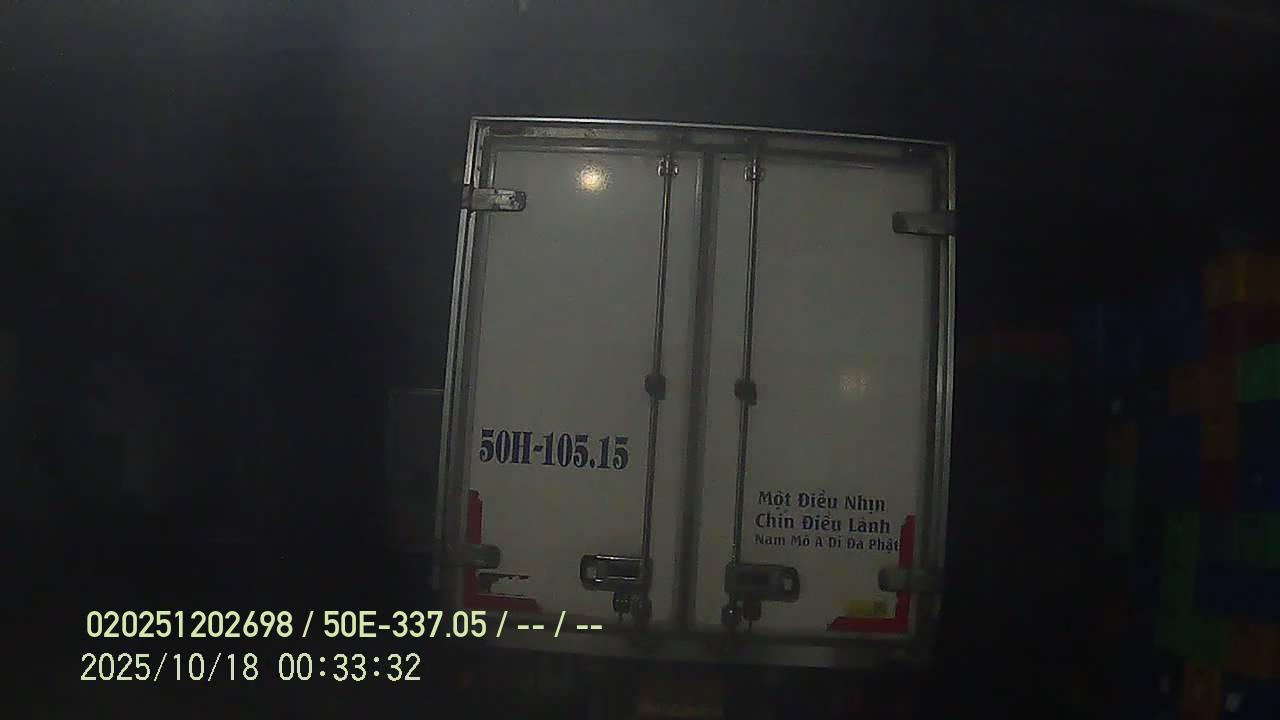 50H-105.15
Một Điều Nhịn
Chín Điều Lành
Nam Mô A Di Đà Phật
020251202698 / 50E-337.05 / -- / --
2025/10/18 00:33:32